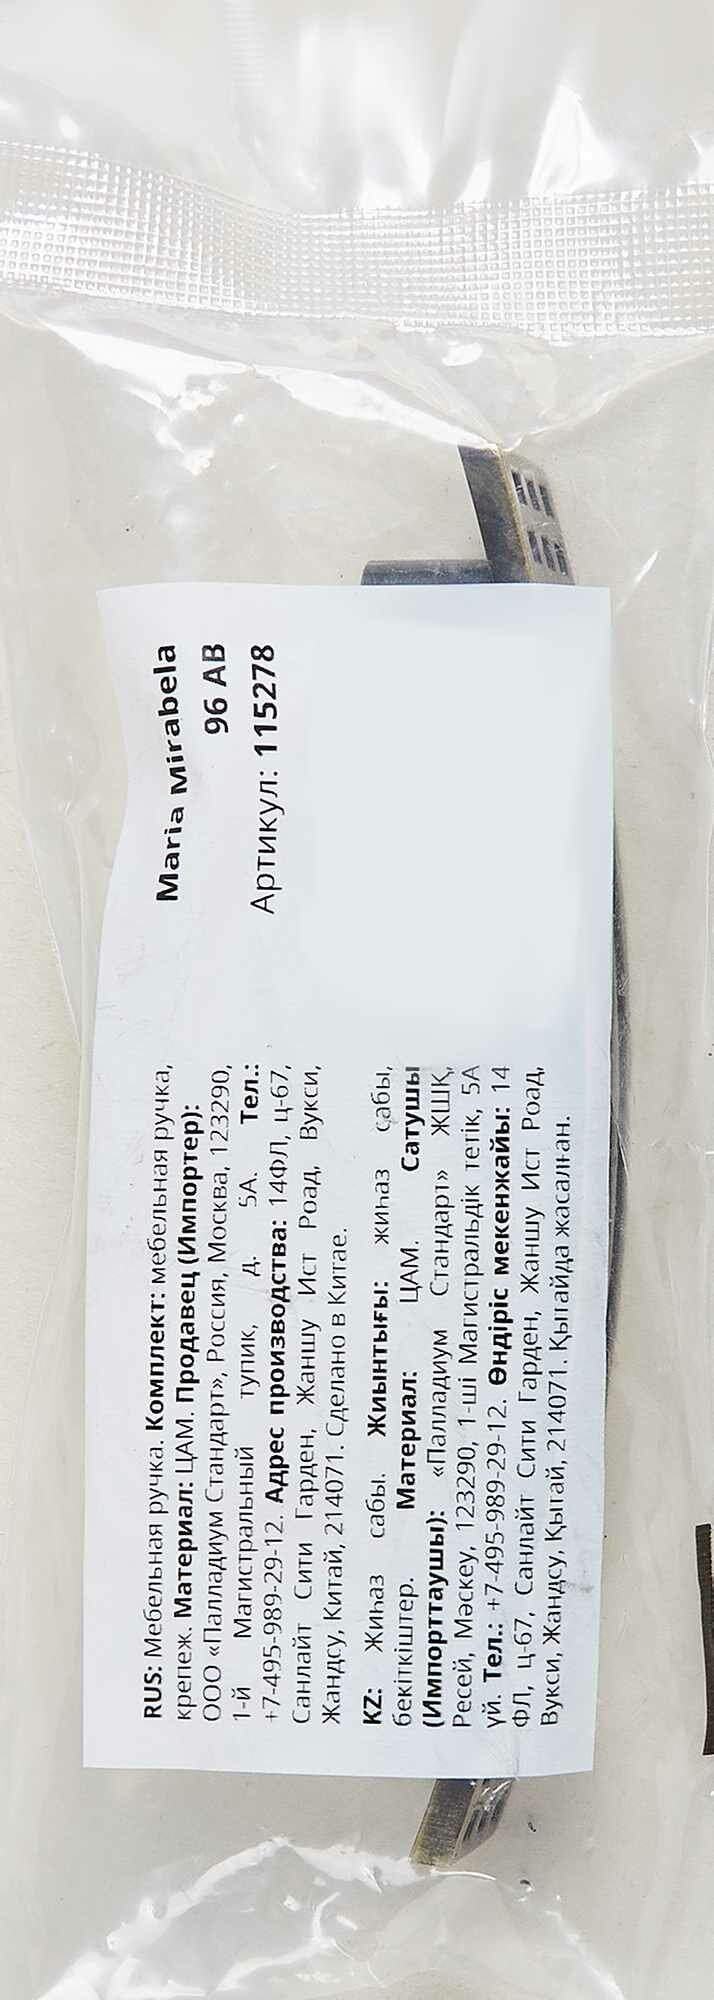 Maria Mirabela
96 AB
Артикул: 115278
RUS: Мебельная ручка. Комплект: мебельная ручка,
крепеж. Материал: ЦАМ. Продавец (Импортер):
ООО «Палладиум Стандарт», Россия, Москва, 123290,
1-й Магистральный тупик, д. 5А. Тел.:
+7-495-989-29-12. Адрес производства: 14ФЛ, ц-67,
Санлайт Сити Гарден, Жаншу Ист Роад, Вукси,
Жандсу, Китай, 214071. Сделано в Китае.
KZ: Жиһаз сабы. Жиынтығы: жиһаз сабы,
бекіткіштер. Материал: ЦАМ. Сатушы
(Импорттаушы): «Палладиум Стандарт» ЖШҚ,
Ресей, Мәскеу, 123290, 1-ші Магистральдік тегік, 5А
үй. Тел.: +7-495-989-29-12. Өндіріс мекенжайы: 14
ФЛ, ц-67, Санлайт Сити Гарден, Жаншу Ист Роад,
Вукси, Жандсу, Қытай, 214071. Қытайда жасалған.